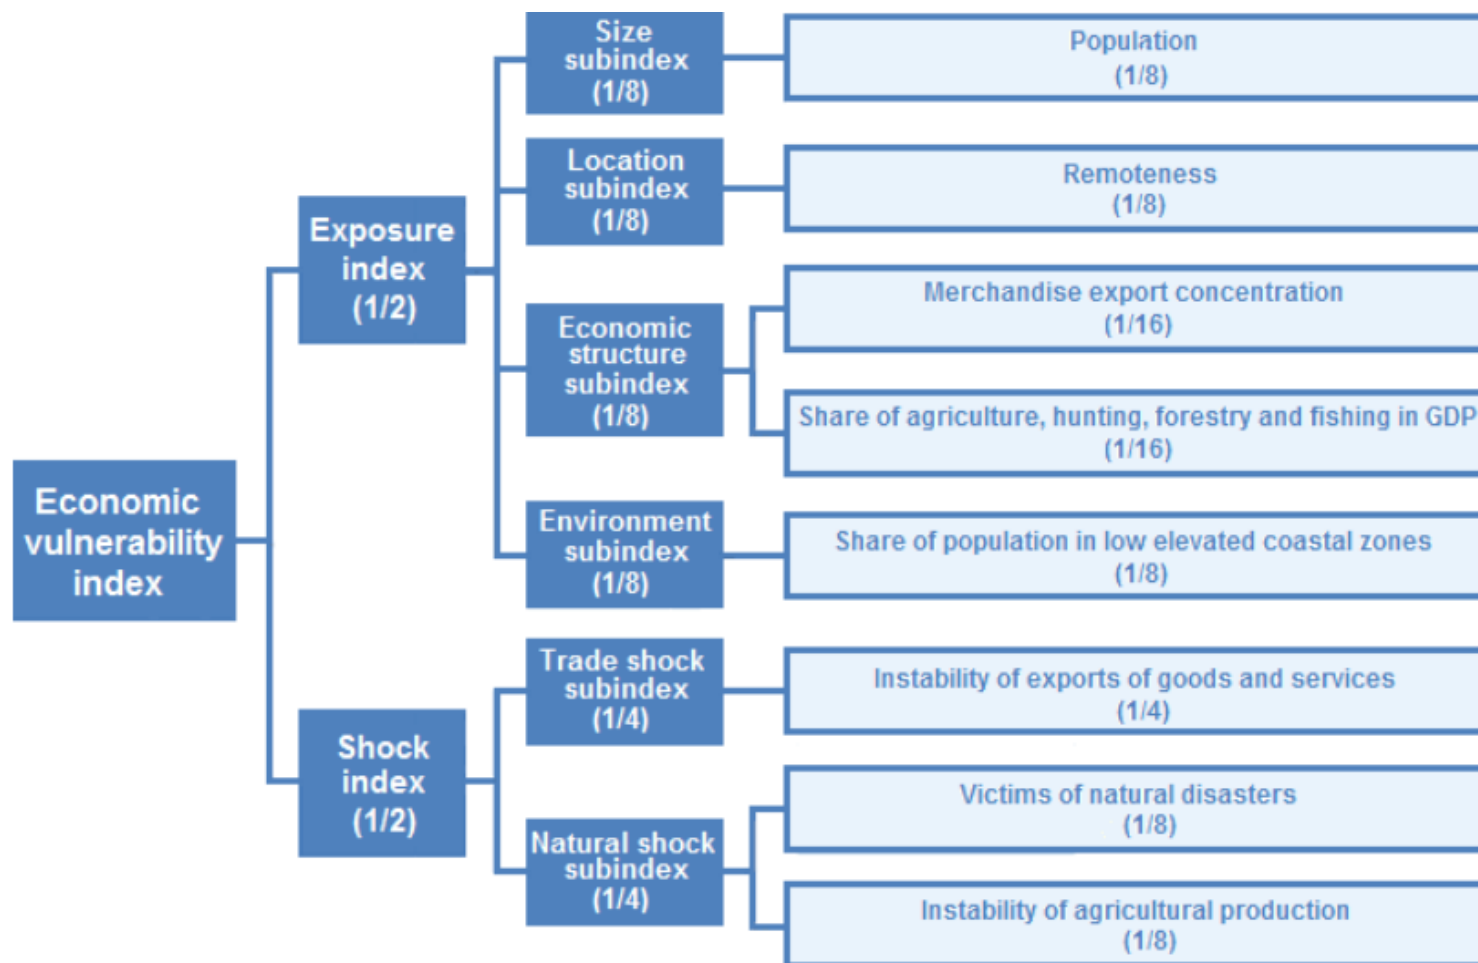 Economic
vulnerability
index
Exposure
index
(1/2)
Size
subindex
(1/8)
Population
(1/8)
Location
subindex
(1/8)
Remoteness
(1/8)
Economic
structure
subindex
(1/8)
Merchandise export concentration
(1/16)
Share of agriculture, hunting, forestry and fishing in GDP
(1/16)
Environment
subindex
(1/8)
Share of population in low elevated coastal zones
(1/8)
Shock
index
(1/2)
Trade shock
subindex
(1/4)
Instability of exports of goods and services
(1/4)
Natural shock
subindex
(1/4)
Victims of natural disasters
(1/8)
Instability of agricultural production
(1/8)